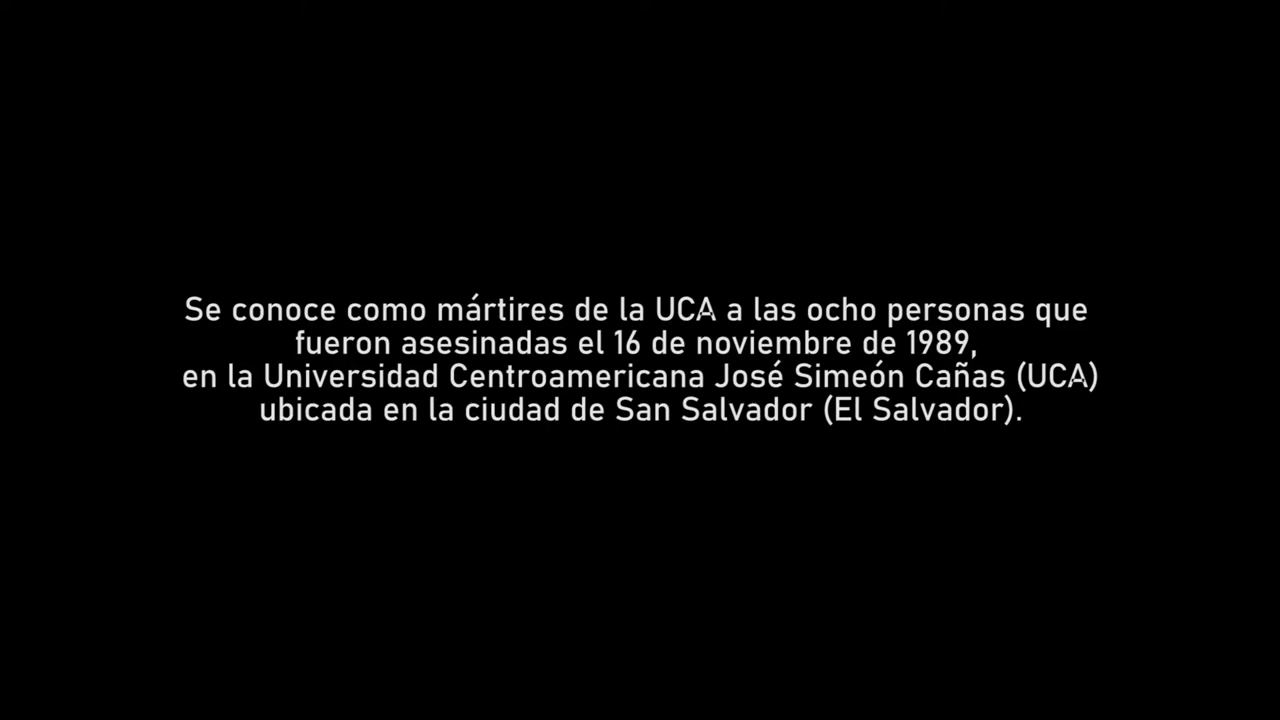 Se conoce como mártires de la UCA a las ocho personas que
fueron asesinadas el 16 de noviembre de 1989,
en la Universidad Centroamericana José Simeón Cañas (UCA)
ubicada en la ciudad de San Salvador (El Salvador).